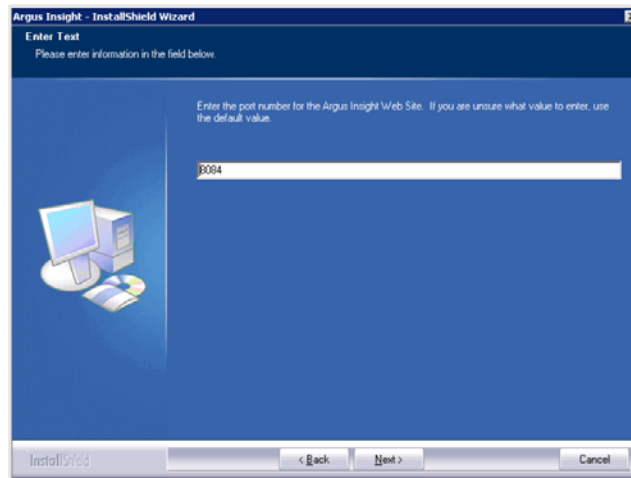 Argus Insight - InstallShield Wizard
Enter Text
Please enter information in the field below.
Enter the port number for the Argus Insight Web Site. If you are unsure what value to enter, use
the default value.
8084
InstallShield
< Back
Next >
Cancel